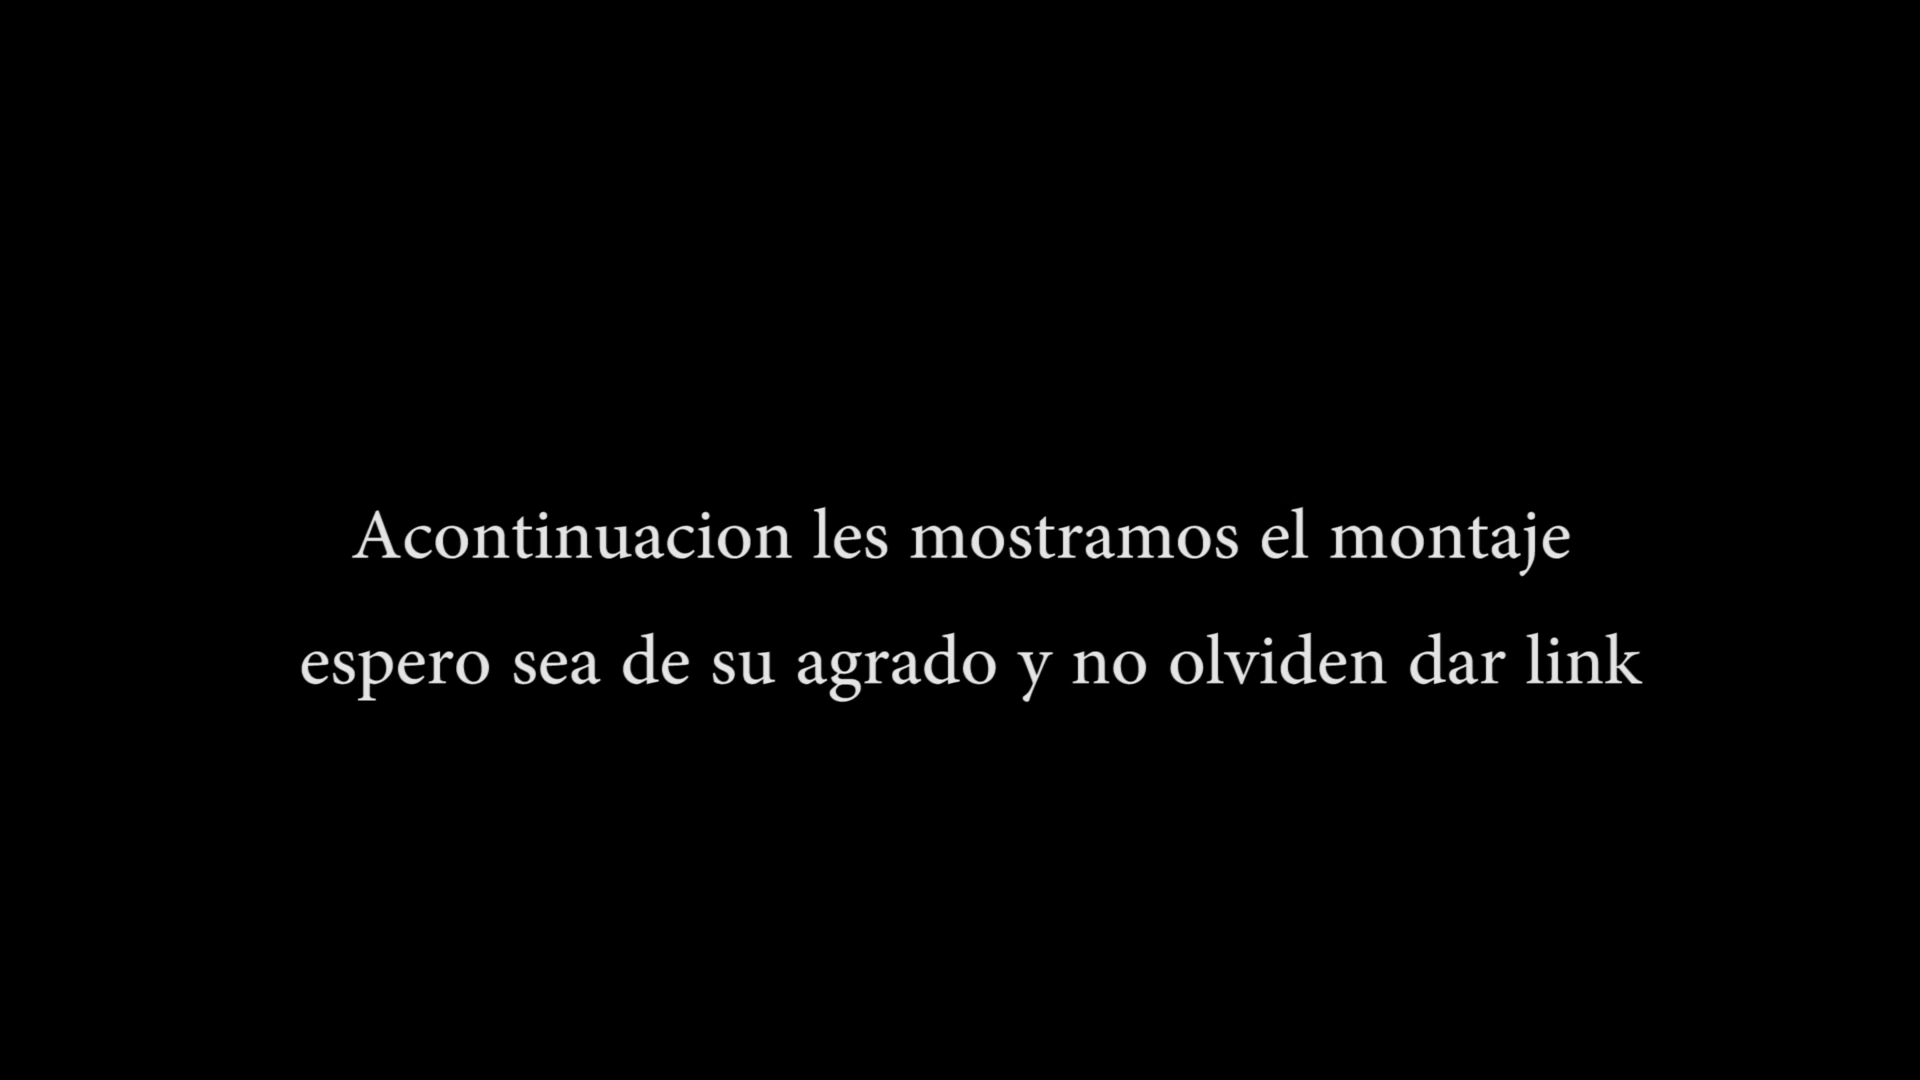 Acontinuacion les mostramos el montaje
espero sea de su agrado y no olviden dar link